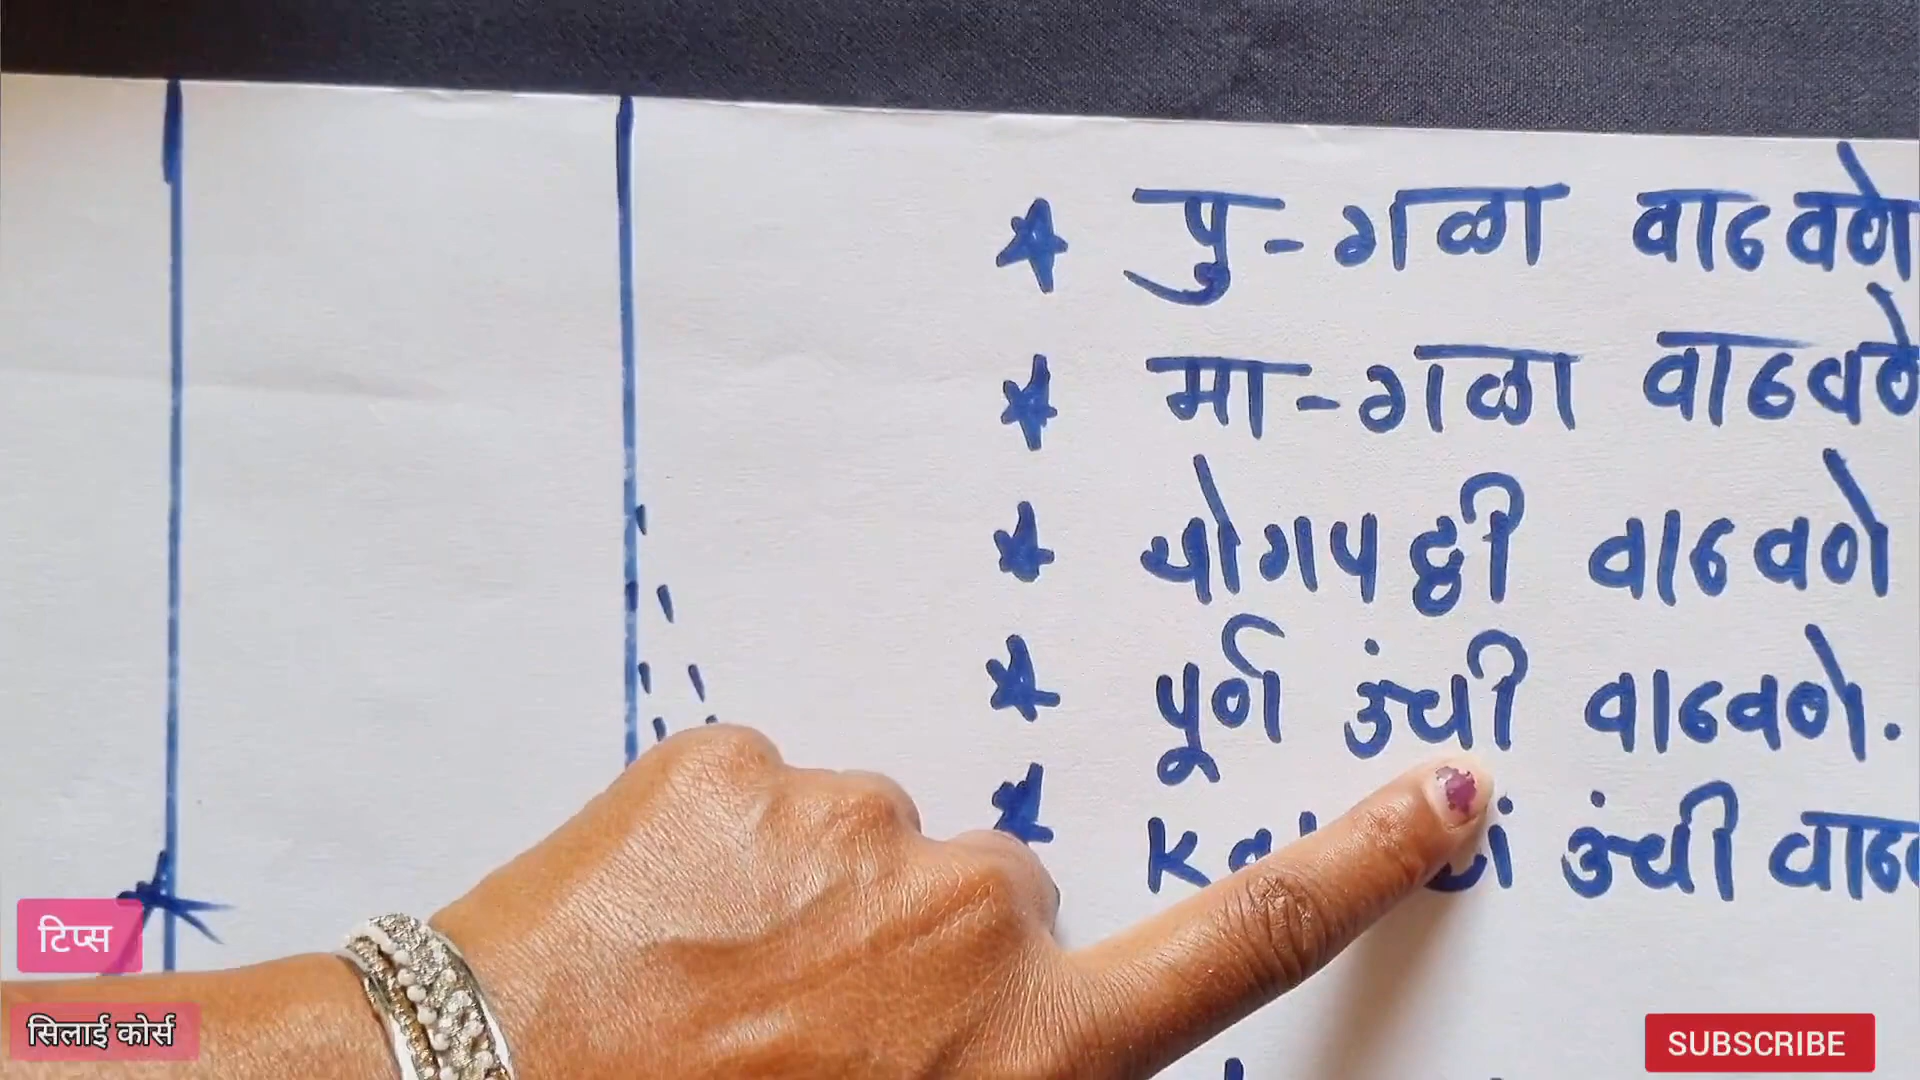 ★ पु-गळा वाढवणे
★ मा-गळा वाढवणे
★ योगपट्टी वाढवणे
★ पूर्ण उंची वाढवणे.
★ उंची
टिप्स
सिलाई कोर्स
SUBSCRIBE